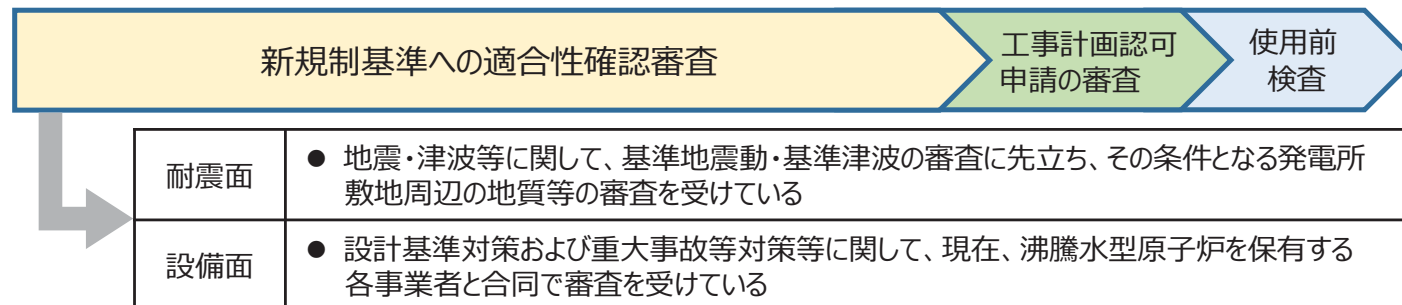 新規制基準への適合性確認審査
工事計画認可
申請の審査
使用前
検査
耐震面
● 地震・津波等に関して、基準地震動・基準津波の審査に先立ち、その条件となる発電所
敷地周辺の地質等の審査を受けている
設備面
● 設計基準対策および重大事故等対策等に関して、現在、沸騰水型原子炉を保有する
各事業者と合同で審査を受けている